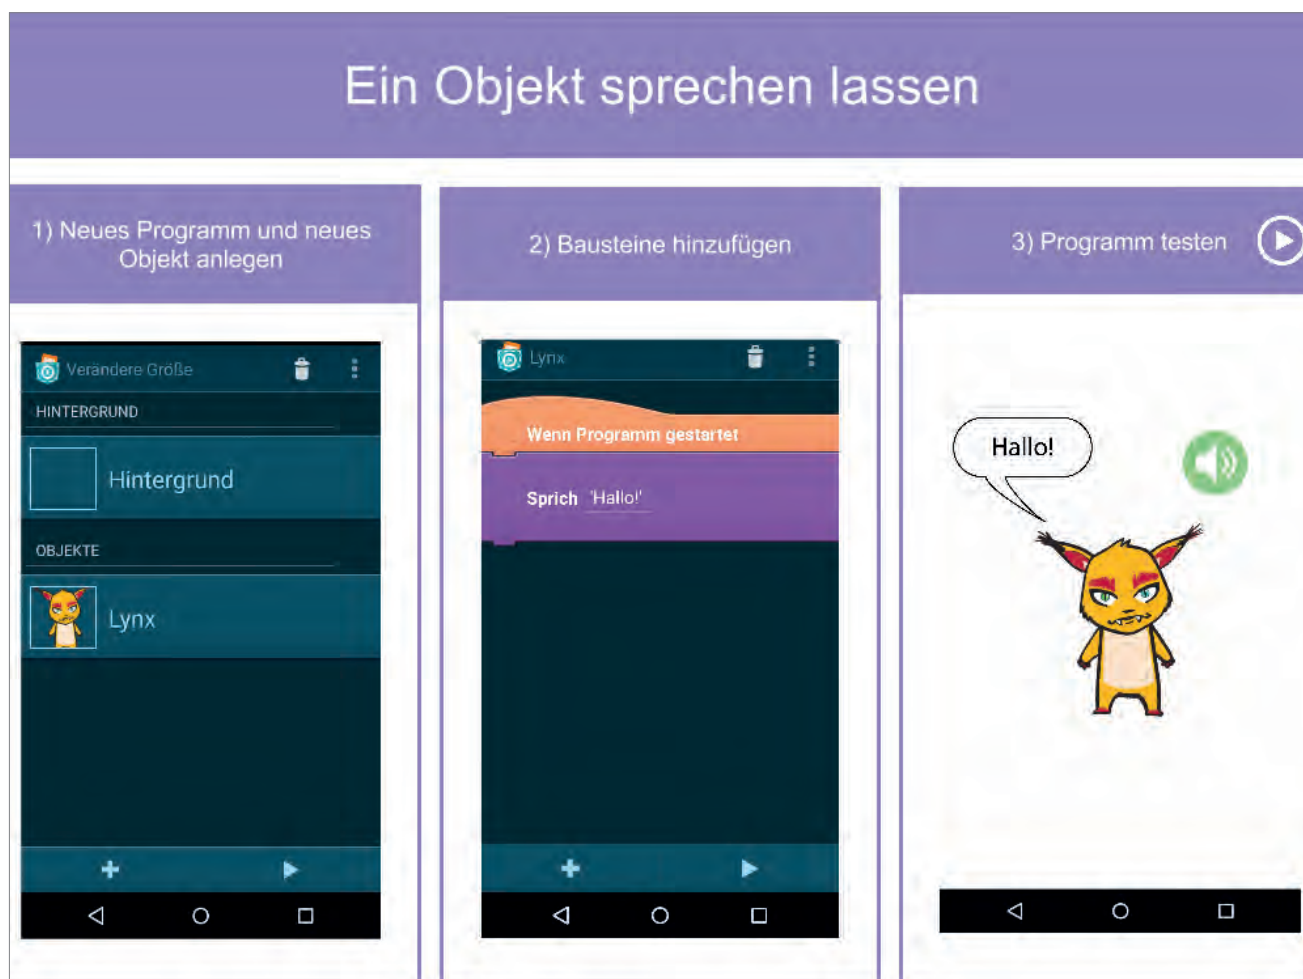 Ein Objekt sprechen lassen
1) Neues Programm und neues
Objekt anlegen
Verändere Größe
HINTERGRUND
Hintergrund
OBJEKTE
Lynx
2) Bausteine hinzufügen
Lynx
Wenn Programm gestartet
Sprich 'Hallo!'
3) Programm testen
Hallo!